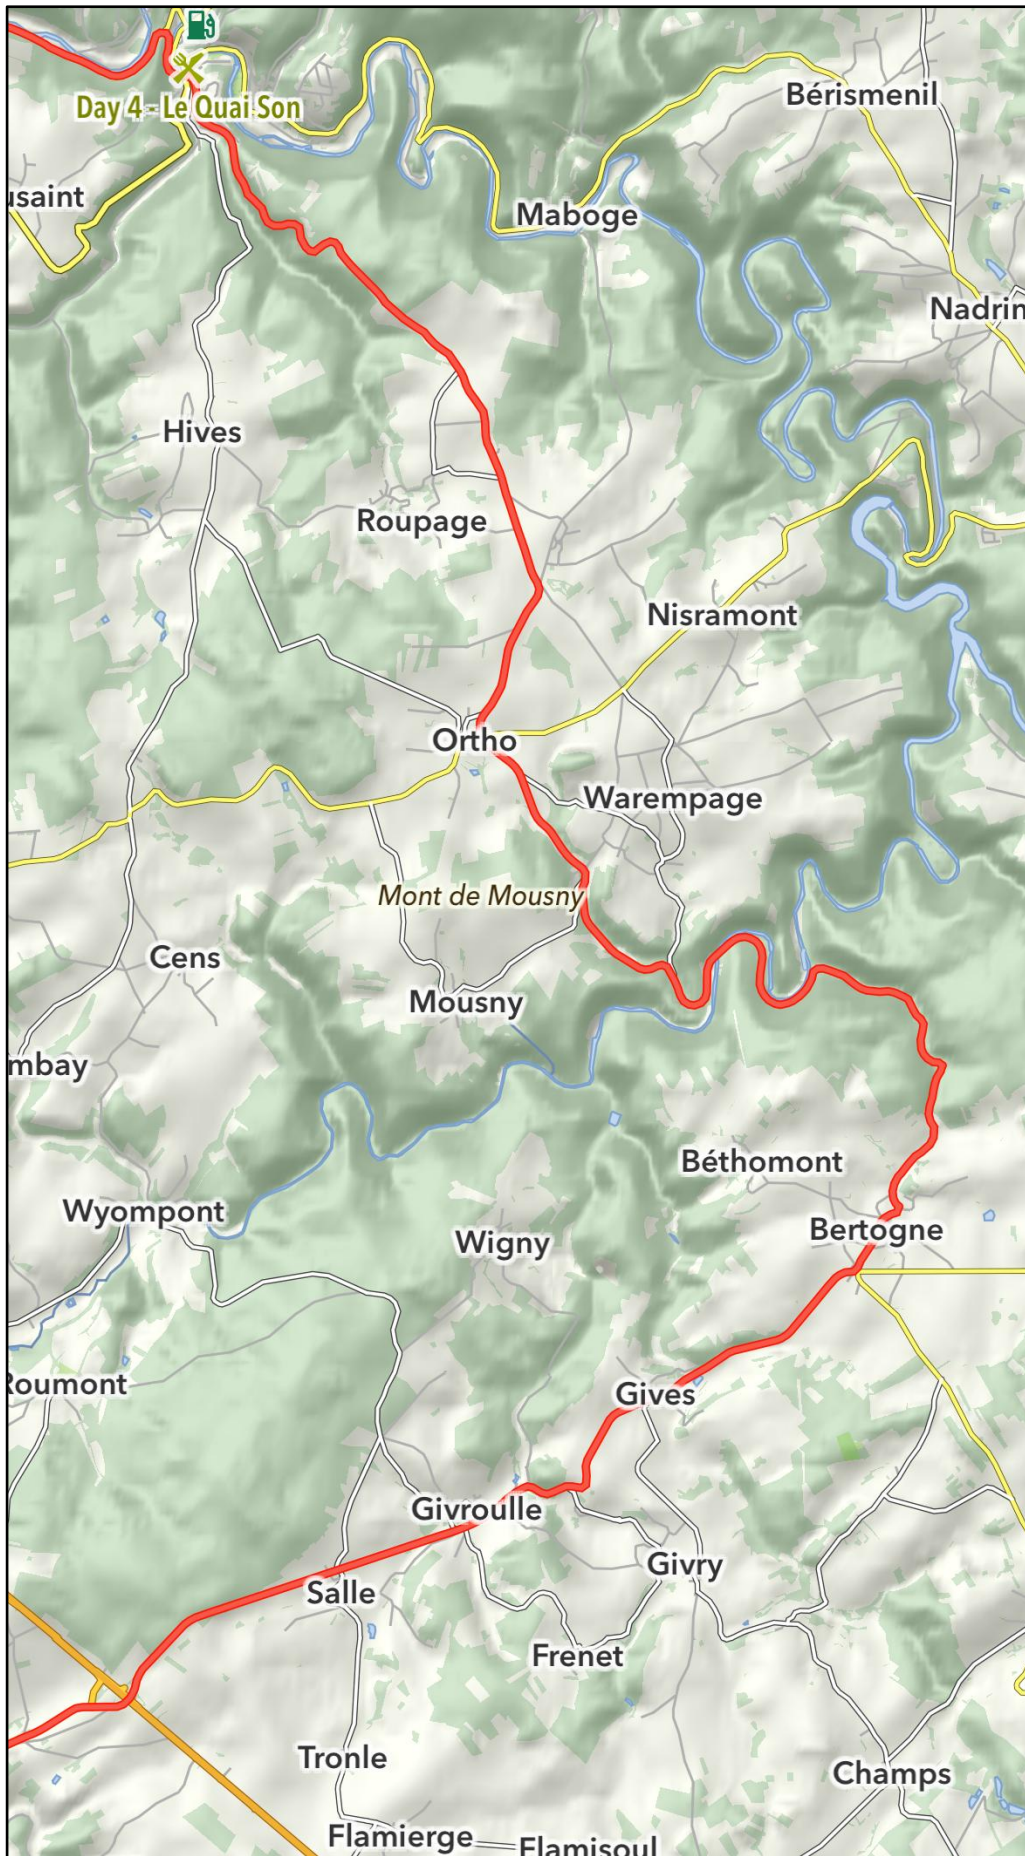 Day 4 - Le Quai Son
Bérismenil
usaint
Maboge
Nadrin
Hives
Roupage
Nisramont
Ortho
Warempage
Mont de Mousny
Cens
Mousny
mbay
Béthomont
Wyompont
Bertogne
Wigny
Roumont
Gives
Givroulle
Givry
Salle
Frenet
Tronle
Champs
Flamierge
Flamisoul